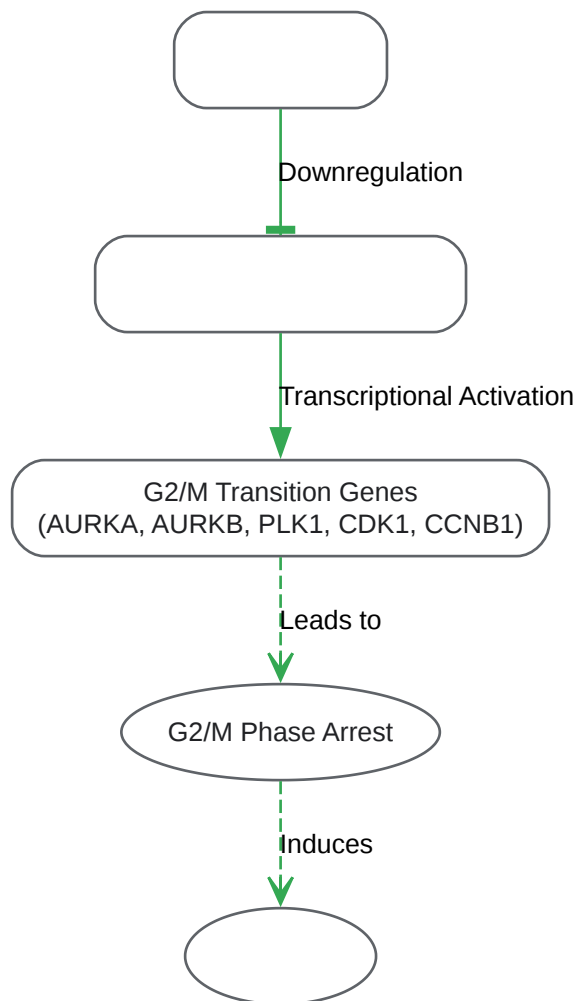 Downregulation
Transcriptional Activation
G2/M Transition Genes
(AURKA, AURKB, PLK1, CDK1, CCNB1)
Leads to
G2/M Phase Arrest
Induces